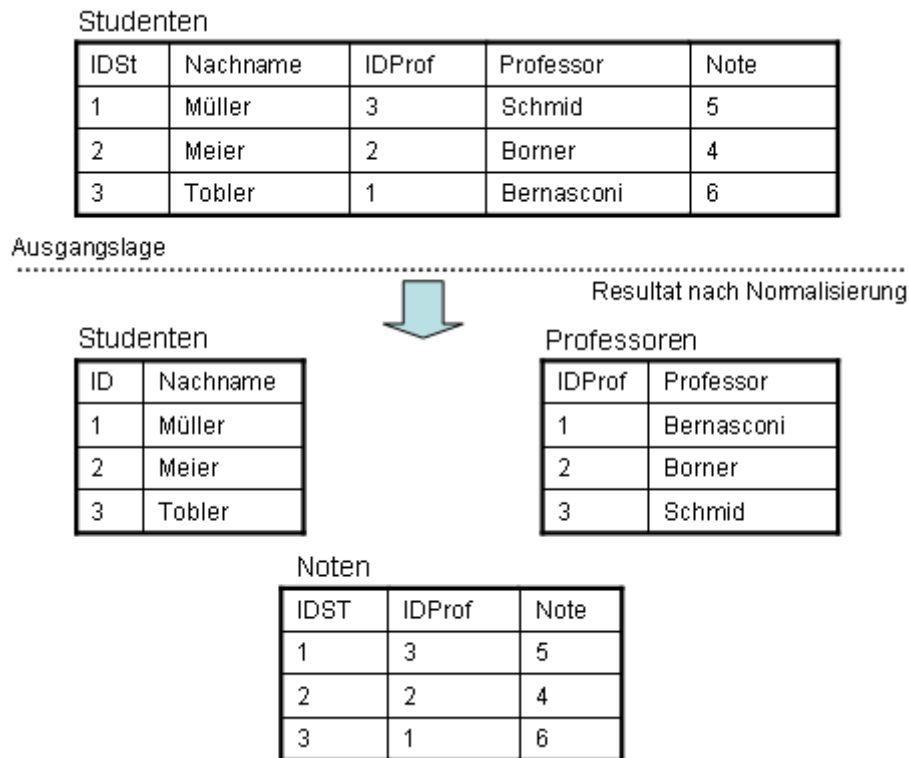 Studenten
IDSt Nachname IDProf Professor Note
1 Müller 3 Schmid 5
2 Meier 2 Borner 4
3 Tobler 1 Bernasconi 6
Ausgangslage
Resultat nach Normalisierung
Studenten
ID Nachname
1 Müller
2 Meier
3 Tobler
Professoren
IDProf Professor
1 Bernasconi
2 Borner
3 Schmid
Noten
IDST IDProf Note
1 3 5
2 2 4
3 1 6